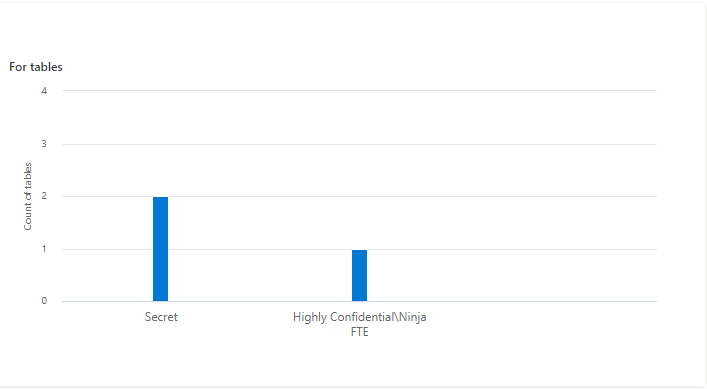 For tables
4
3
2
1
0
Count of tables
Secret
Highly Confidential\Ninja
FTE